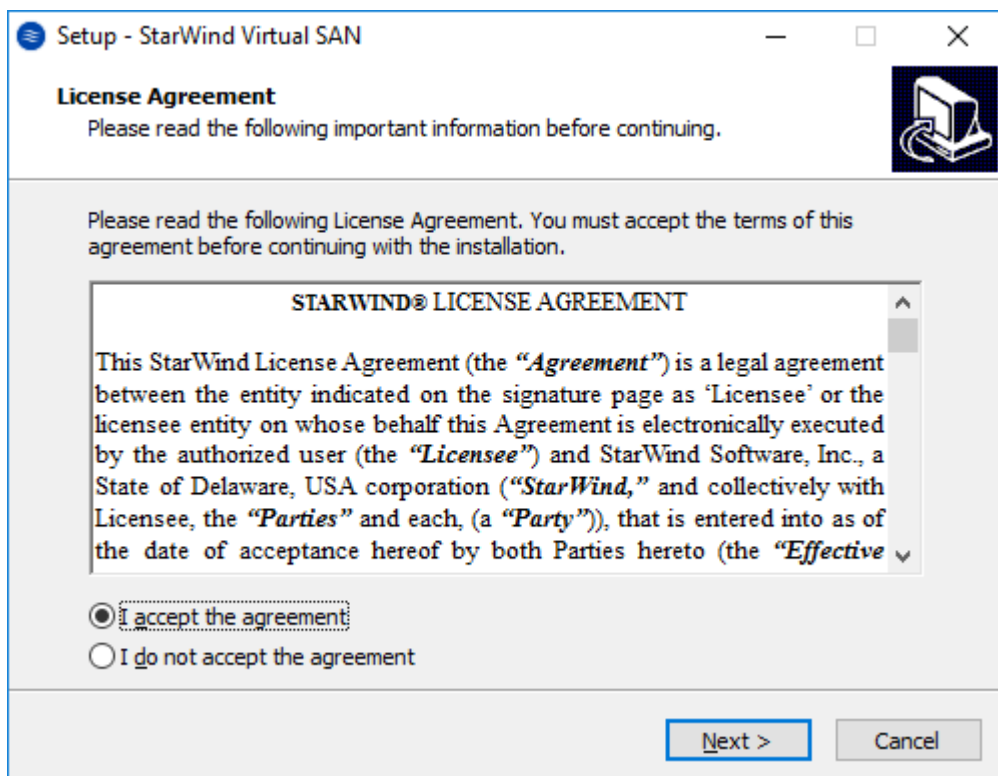 Setup - StarWind Virtual SAN
License Agreement
Please read the following important information before continuing.
Please read the following License Agreement. You must accept the terms of this
agreement before continuing with the installation.
STARWIND® LICENSE AGREEMENT
This StarWind License Agreement (the “Agreement”) is a legal agreement
between the entity indicated on the signature page as ‘Licensee’ or the
licensee entity on whose behalf this Agreement is electronically executed
by the authorized user (the “Licensee”) and StarWind Software, Inc., a
State of Delaware, USA corporation (“StarWind,” and collectively with
Licensee, the “Parties” and each, (a “Party”)), that is entered into as of
the date of acceptance hereof by both Parties hereto (the “Effective
I accept the agreement
I do not accept the agreement
Next >
Cancel